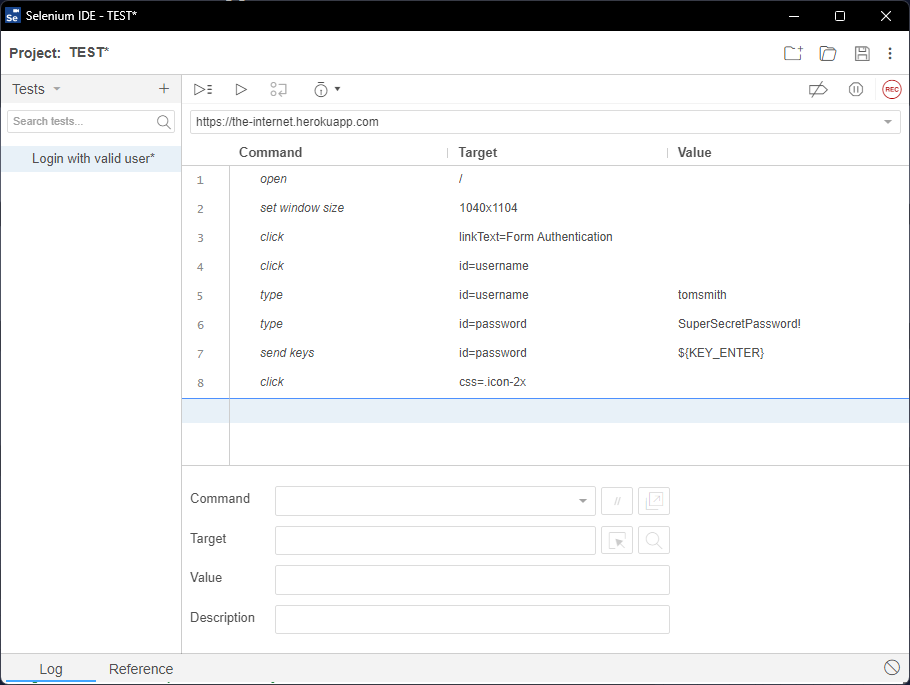 Se Selenium IDE - TEST*
Project: TEST*
Tests
REC
Search tests...
https://the-internet.herokuapp.com
Login with valid user*
Command Target Value
1 open /
2 set window size 1040x1104
3 click linkText=Form Authentication
4 click id=username
5 type id=username tomsmith
6 type id=password SuperSecretPassword!
7 send keys id=password ${KEY_ENTER}
8 click css=.icon-2x
Command //
Target
Value
Description
Log Reference